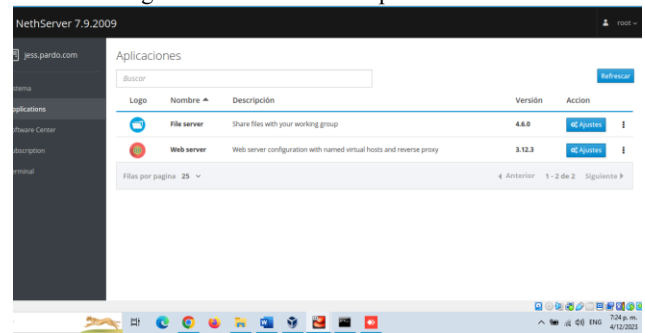 NethServer 7.9.2009
root
jess.pardo.com
Aplicaciones
Buscar
Refrescar
istema
pplications
oftware Center
ubscription
erminal
Logo Nombre Descripción Versión Accion
File server Share files with your working group 4.6.0 Ajustes
Web server Web server configuration with named virtual hosts and reverse proxy 3.12.3 Ajustes
Filas por pagina 25 Anterior 1 - 2 de 2 Siguiente
ENG
7:24 p. m.
4/12/2023